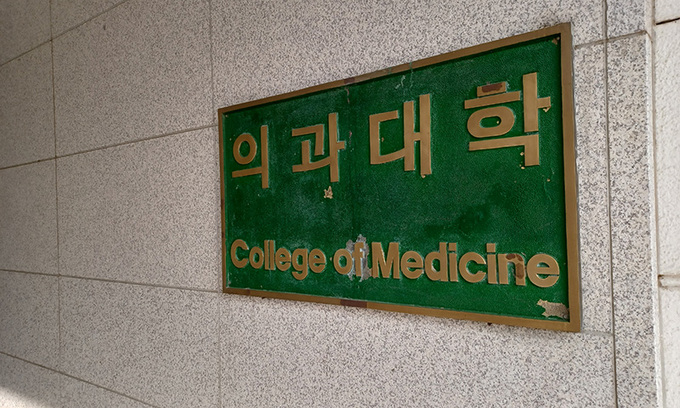 의과대학
College of Medicine